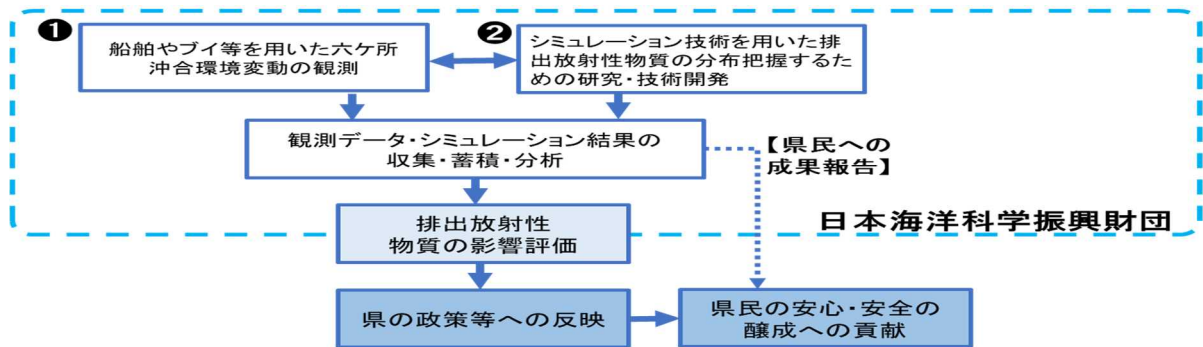 ❶
船舶やブイ等を用いた六ケ所
沖合環境変動の観測
❷
シミュレーション技術を用いた排
出放射性物質の分布把握するた
めの研究・技術開発
観測データ・シミュレーション結果の
収集・蓄積・分析
【県民への
成果報告】
日本海洋科学振興財団
排出放射性
物質の影響評価
県の政策等への反映
県民の安心・安全の
醸成への貢献